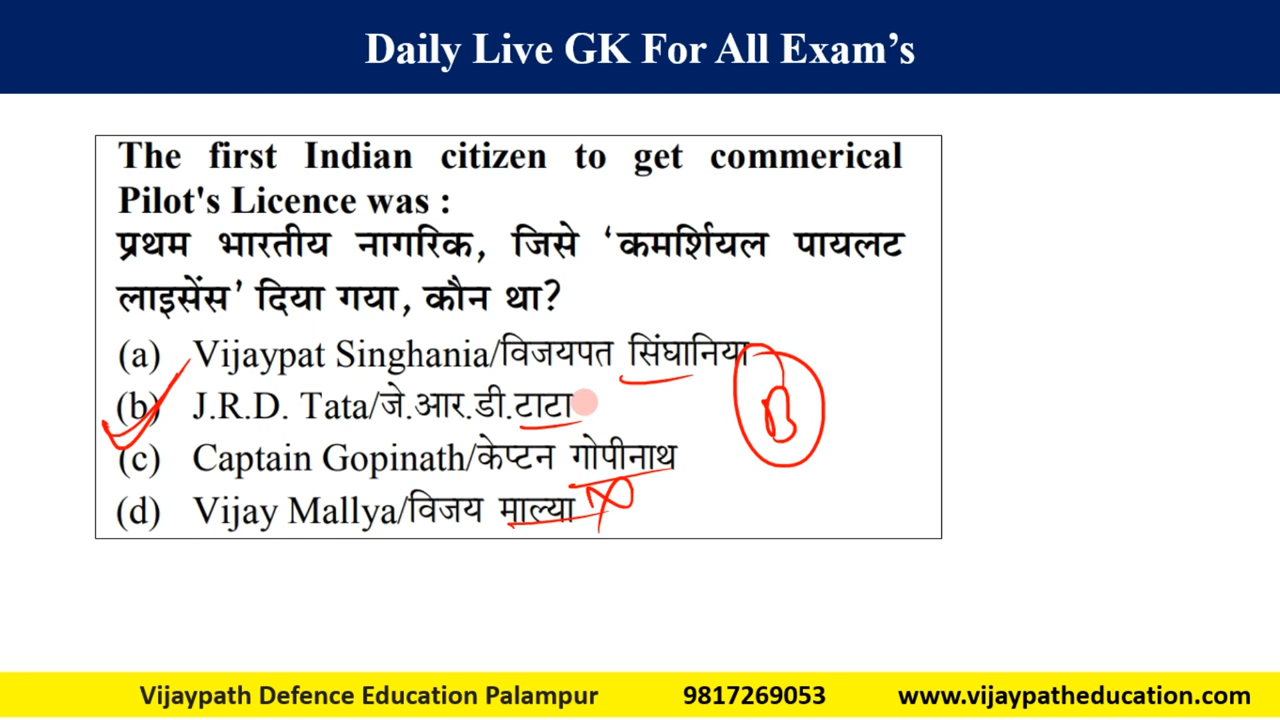 Daily Live GK For All Exam's
The first Indian citizen to get commerical
Pilot's Licence was :
प्रथम भारतीय नागरिक, जिसे ‘कमर्शियल पायलट
लाइसेंस’ दिया गया, कौन था?
(a) Vijaypat Singhania/विजयपत सिंघानिया
(b) J.R.D. Tata/जे.आर.डी.टाटा
B
(c) Captain Gopinath/केप्टन गोपीनाथ
(d) Vijay Mallya/विजय माल्या
Vijaypath Defence Education Palampur 9817269053 www.vijaypatheducation.com